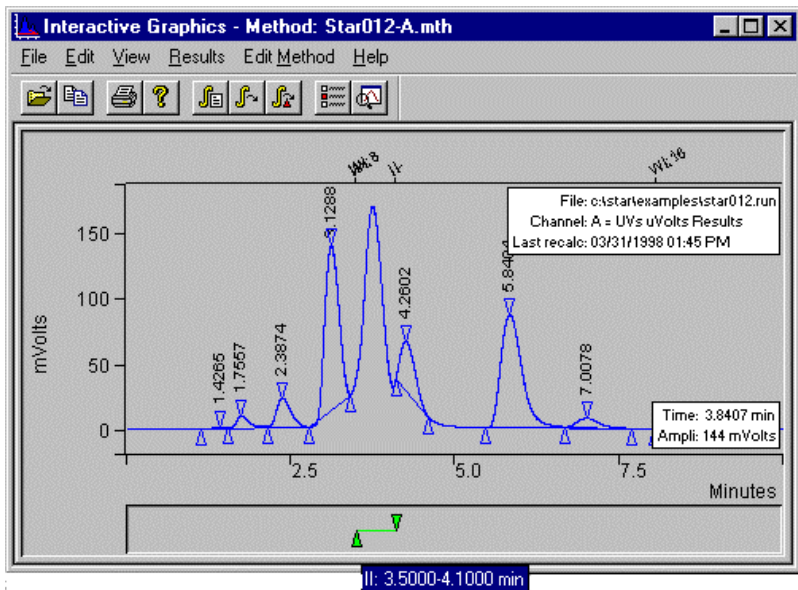 Interactive Graphics - Method: Star012-A.mth
File Edit View Results Edit Method Help
II
WI:16
3.1288
File: c:\star\examples\star012.run
Channel: A = UVs uVolts Results
Last recalc: 03/31/1998 01:45 PM
150
100
50
0
mVolts
1.4265
1.7557
2.3874
4.2602
7.0078
Time: 3.8407 min
Ampli: 144 mVolts
2.5
5.0
7.5
Minutes
II: 3.5000-4.1000 min